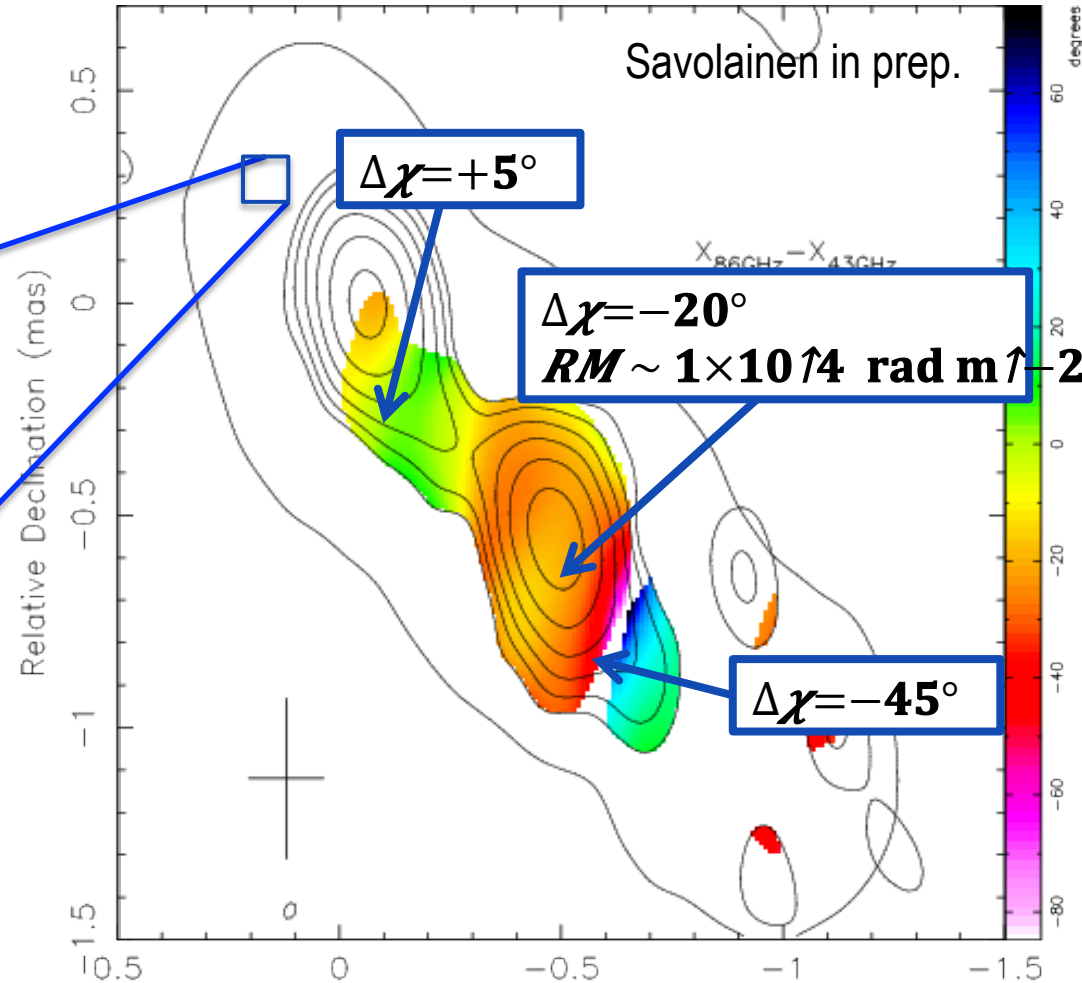 degrees
Savolainen in prep.
Δχ=+5°
X86GHz−X43GHz
Δχ=−20°
RM ~ 1×10↑4 rad m↑−2
Δχ=−45°
Relative Declination (mas)
0.5
0
−0.5
−1
1.5
0.5
0
−0.5
−1
−1.5
60
40
20
0
−20
−40
−60
−80